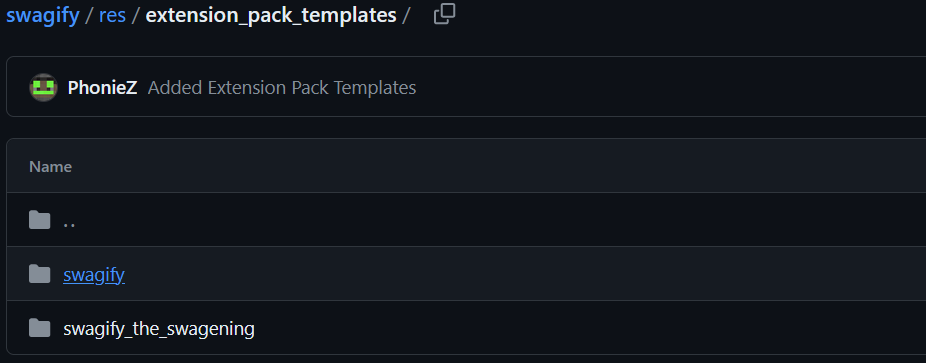 swagify / res / extension_pack_templates /
PhonieZ Added Extension Pack Templates
Name
..
swagify
swagify_the_swagening